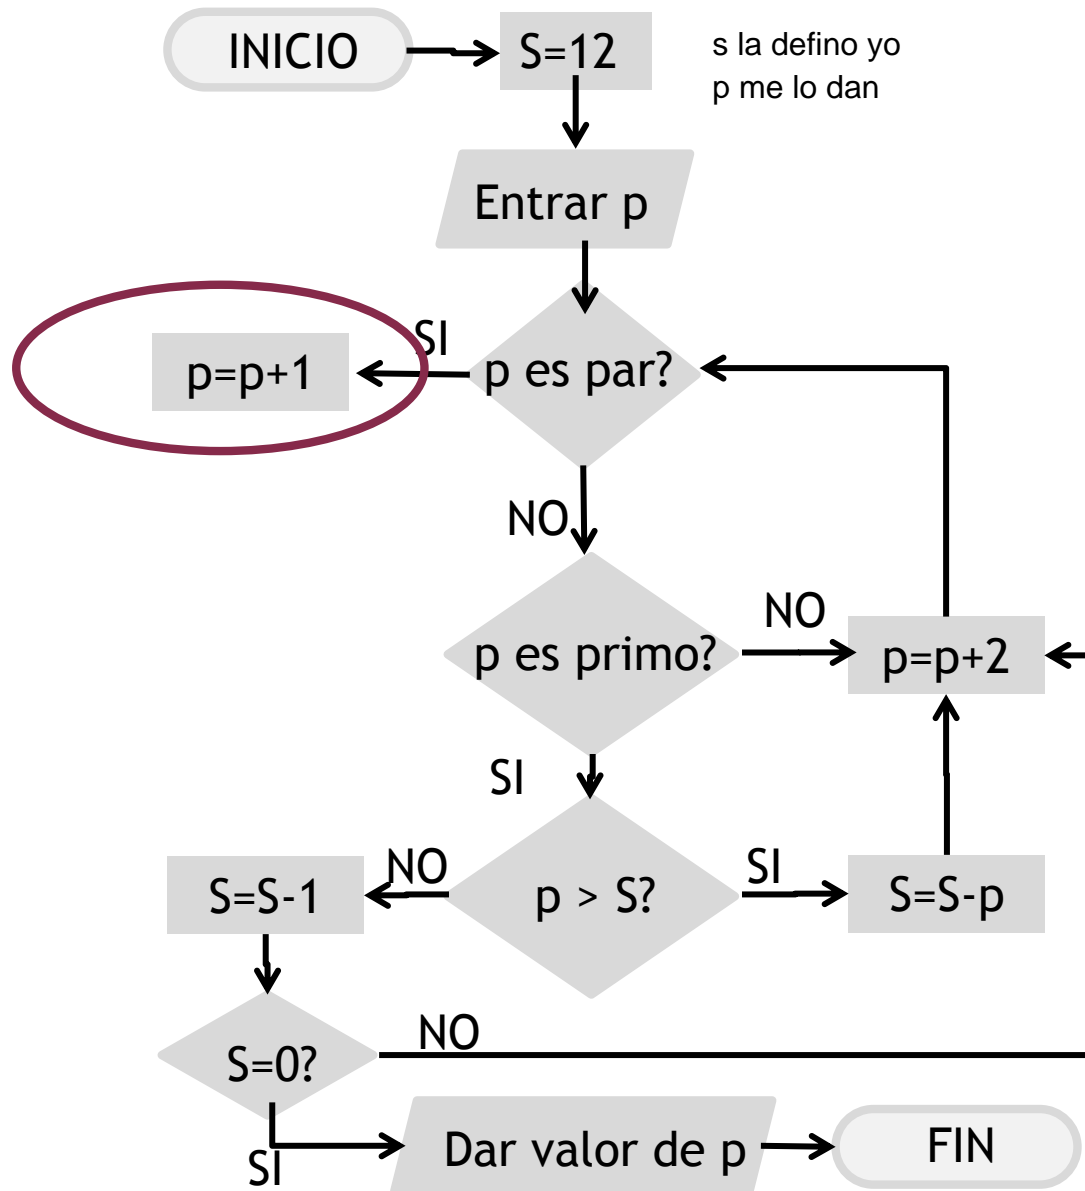 INICIO
S=12
s la defino yo
p me lo dan
Entrar p
SI
p=p+1
p es par?
NO
NO
p es primo?
p=p+2
SI
NO
SI
S=S-1
p > S?
S=S-p
NO
S=0?
SI
Dar valor de p
FIN